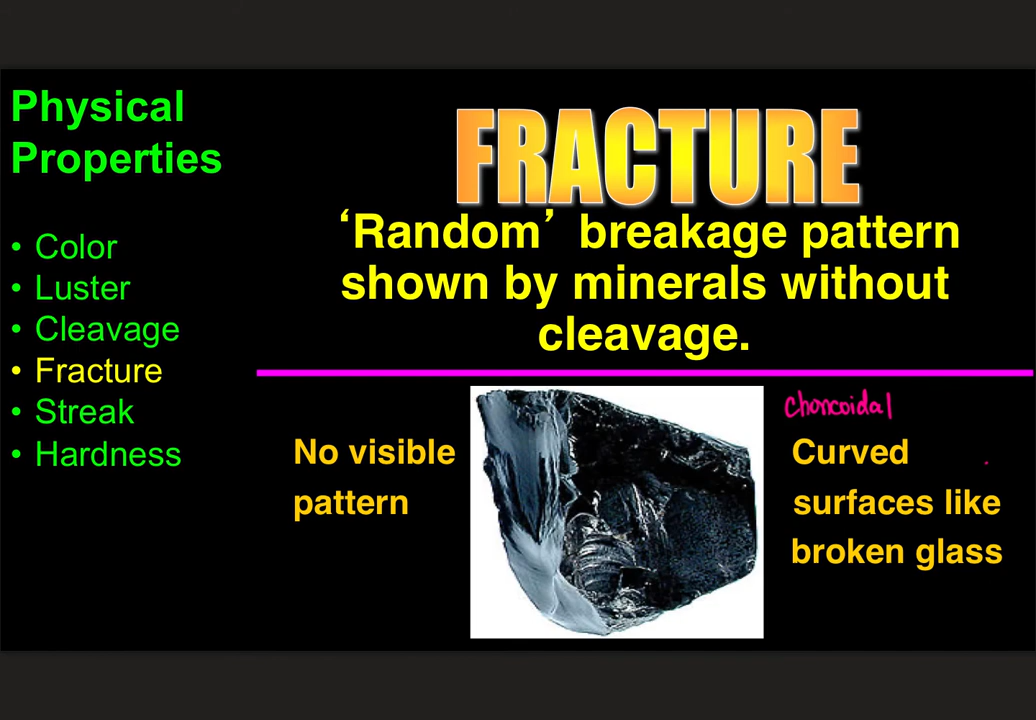 Physical
Properties
• Color
• Luster
• Cleavage
• Fracture
• Streak
• Hardness
FRACTURE
‘Random’ breakage pattern
shown by minerals without
cleavage.
No visible
pattern
choncoidal
Curved
surfaces like
broken glass